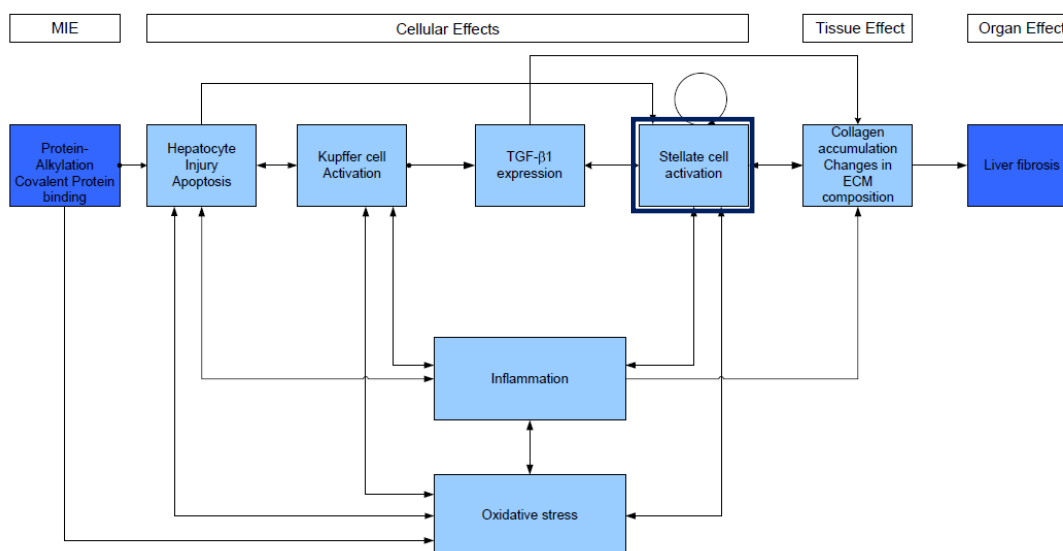 MIE
Cellular Effects
Tissue Effect
Organ Effect
Protein-
Alkylation
Covalent Protein
binding
Hepatocyte
Injury
Apoptosis
Kupffer cell
Activation
TGF-β1
expression
Stellate cell
activation
Collagen
accumulation
Changes in
ECM
composition
Liver fibrosis
Inflammation
Oxidative stress